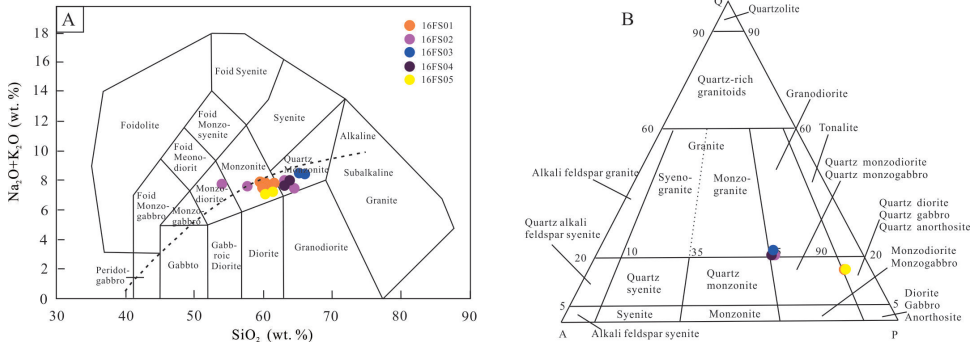 A
18
16
14
12
10
8
6
4
2
0
Na₂O+K₂O (wt. %)
30
40
50
60
70
80
90
SiO₂ (wt. %)
16FS01
16FS02
16FS03
16FS04
16FS05
Foid Syenite
Foidolite
Foid
Monzo-
syenite
Syenite
Alkaline
Foid
Meono-
diorit
Monzonite
Quartz
Monzonite
Subalkaline
Monzo-
diorite
Granite
Foid
Monzo-
gabbro
Monzo-
gabbro
Peridot-
gabbro
Gabbto
Gabb-
roic
Diorite
Diorite
Granodiorite
B
Q
Quartzolite
90
90
Quartz-rich
granitoids
Granodiorite
60
60
Tonalite
Granite
Quartz monzodiorite
Quartz monzogabbro
Alkali feldspar granite
Syeno-
granite
Monzo-
granite
Quartz alkali
feldspar syenite
Quartz diorite
Quartz gabbro
Quartz anorthosite
20
10
35
90
20
Monzodiorite
Monzogabbro
Quartz
syenite
Quartz
monzonite
5
5
Diorite
Gabbro
Anorthosite
Syenite
Monzonite
A
P
Alkali feldspar syenite